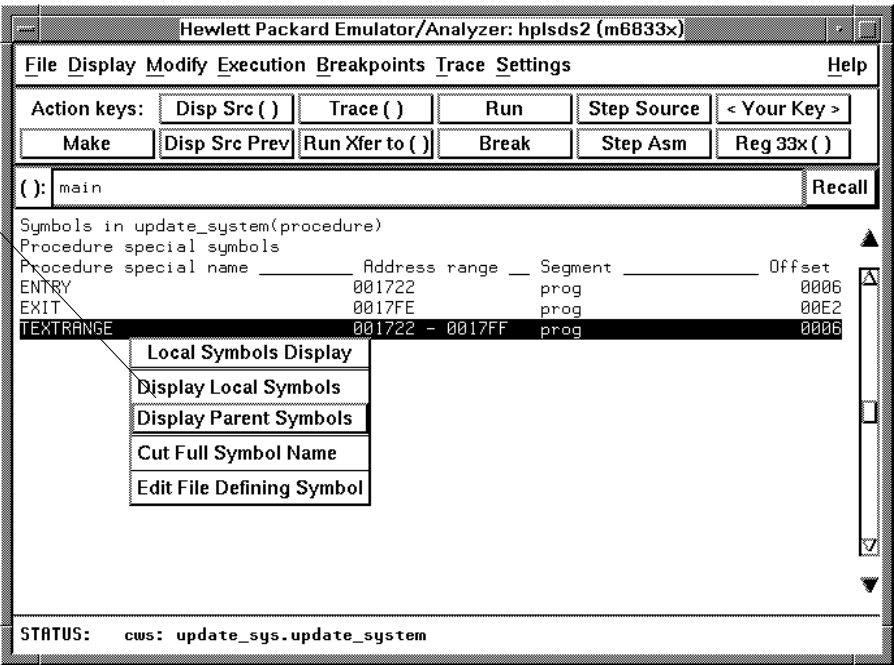 Hewlett Packard Emulator/Analyzer: hplsds2 (m6833x)
File Display Modify Execution Breakpoints Trace Settings Help
Action keys: Disp Src ( ) Trace ( ) Run Step Source < Your Key >
Make Disp Src Prev Run Xfer to ( ) Break Step Asm Reg 33x ( )
( ): main Recall
Symbols in update_system(procedure)
Procedure special symbols
Procedure special name _________ Address range __ Segment _____________ Offset
ENTRY 001722 prog 0006
EXIT 0017FE prog 00E2
TEXTRANGE 001722 - 0017FF prog 0006
Local Symbols Display
Display Local Symbols
Display Parent Symbols
Cut Full Symbol Name
Edit File Defining Symbol
STATUS: cws: update_sys.update_system